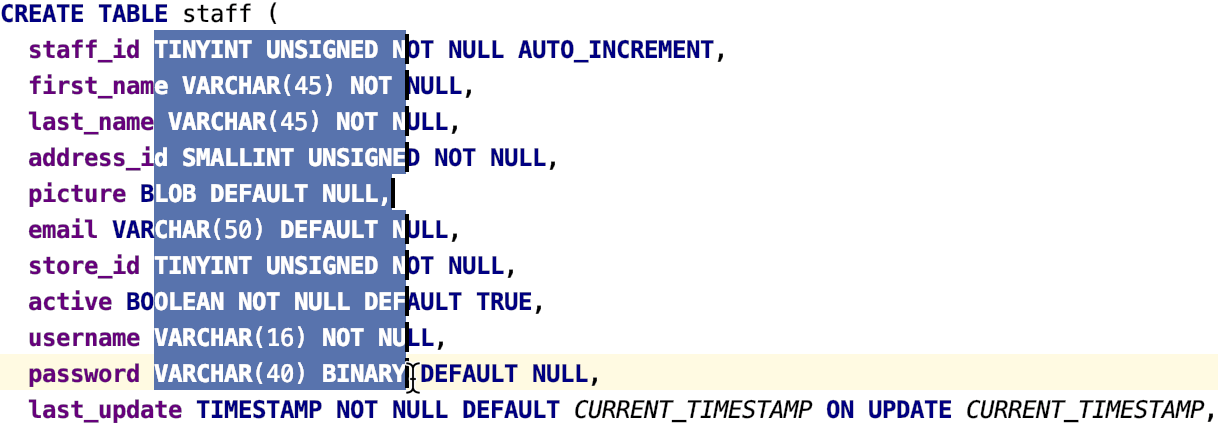 CREATE TABLE staff (
  staff_id TINYINT UNSIGNED NOT NULL AUTO_INCREMENT,
  first_name VARCHAR(45) NOT NULL,
  last_name VARCHAR(45) NOT NULL,
  address_id SMALLINT UNSIGNED NOT NULL,
  picture BLOB DEFAULT NULL,
  email VARCHAR(50) DEFAULT NULL,
  store_id TINYINT UNSIGNED NOT NULL,
  active BOOLEAN NOT NULL DEFAULT TRUE,
  username VARCHAR(16) NOT NULL,
  password VARCHAR(40) BINARY DEFAULT NULL,
  last_update TIMESTAMP NOT NULL DEFAULT CURRENT_TIMESTAMP ON UPDATE CURRENT_TIMESTAMP,